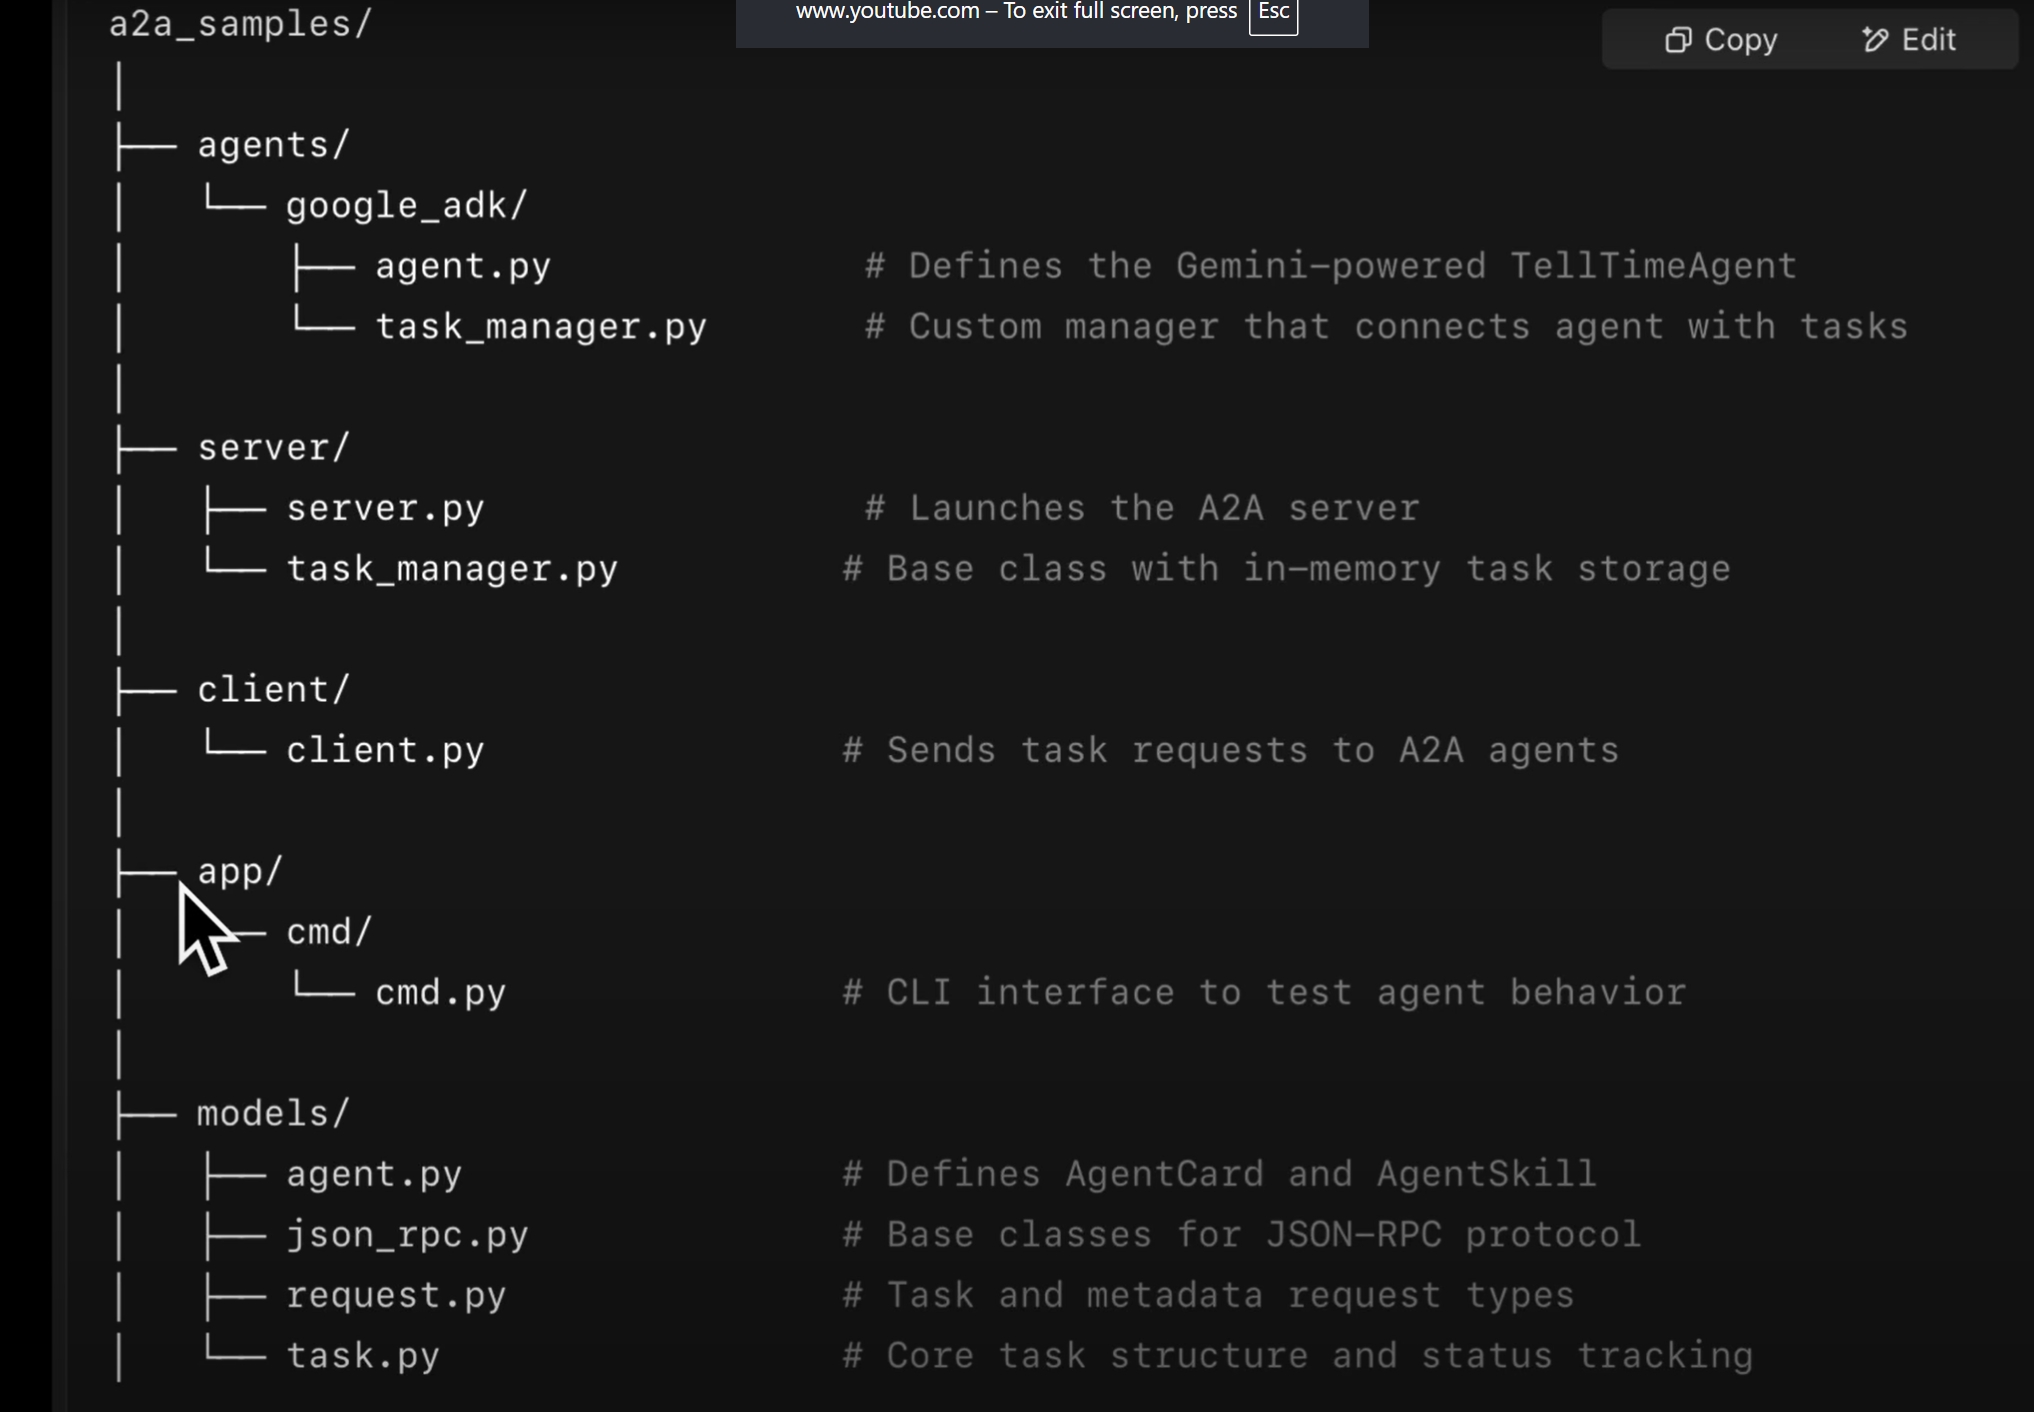 a2a_samples/
www.youtube.com – To exit full screen, press Esc
Copy Edit
│
├── agents/
│   └── google_adk/
│       ├── agent.py              # Defines the Gemini-powered TellTimeAgent
│       └── task_manager.py       # Custom manager that connects agent with tasks
│
├── server/
│   ├── server.py                 # Launches the A2A server
│   └── task_manager.py          # Base class with in-memory task storage
│
├── client/
│   └── client.py                # Sends task requests to A2A agents
│
├── app/
│   └── cmd/
│       └── cmd.py               # CLI interface to test agent behavior
│
├── models/
│   ├── agent.py                 # Defines AgentCard and AgentSkill
│   ├── json_rpc.py              # Base classes for JSON-RPC protocol
│   ├── request.py               # Task and metadata request types
│   └── task.py                  # Core task structure and status tracking